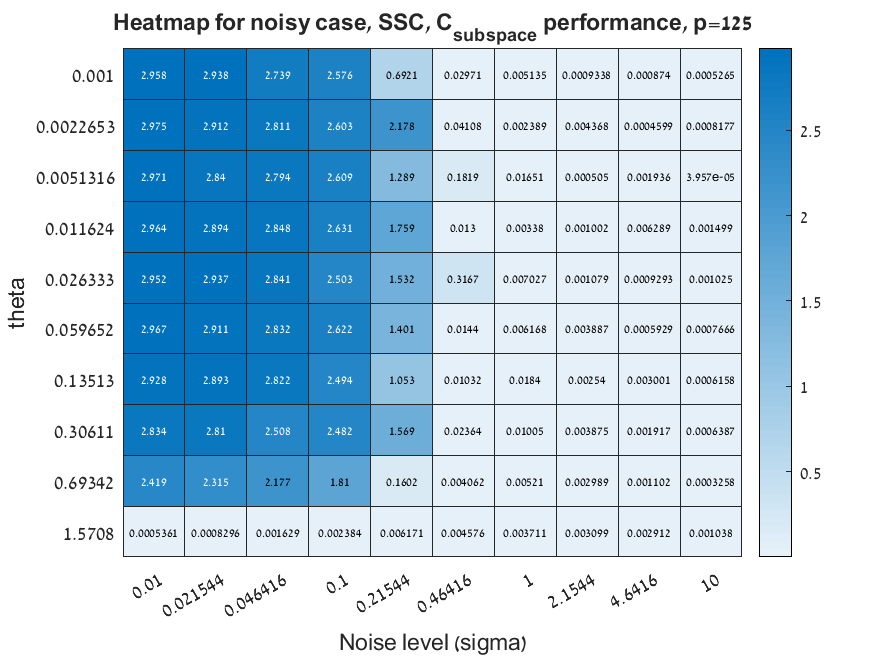 Heatmap for noisy case, SSC, C_subspace performance, p=125
0.001 2.958 2.938 2.739 2.576 0.6921 0.02971 0.005135 0.0009338 0.000874 0.0005265
0.0022653 2.975 2.912 2.811 2.603 2.178 0.04108 0.002389 0.004368 0.0004599 0.0008177
0.0051316 2.971 2.84 2.794 2.609 1.289 0.1819 0.01651 0.000505 0.001936 3.957e-05
0.011624 2.964 2.894 2.848 2.631 1.759 0.013 0.00338 0.001002 0.006289 0.001499
0.026333 2.952 2.937 2.841 2.503 1.532 0.3167 0.007027 0.001079 0.0009293 0.001025
0.059652 2.967 2.911 2.832 2.622 1.401 0.0144 0.006168 0.003887 0.0005929 0.0007666
0.13513 2.928 2.893 2.822 2.494 1.053 0.01032 0.0184 0.00254 0.003001 0.0006158
0.30611 2.834 2.81 2.508 2.482 1.569 0.02364 0.01005 0.003875 0.001917 0.0006387
0.69342 2.419 2.315 2.177 1.81 0.1602 0.004062 0.00521 0.002989 0.001102 0.0003258
1.5708 0.0005361 0.0008296 0.001629 0.002384 0.006171 0.004576 0.003711 0.003099 0.002912 0.001038
0.01 0.021544 0.046416 0.1 0.21544 0.46416 1 2.1544 4.6416 10
Noise level (sigma)
theta
2.5
2
1.5
1
0.5